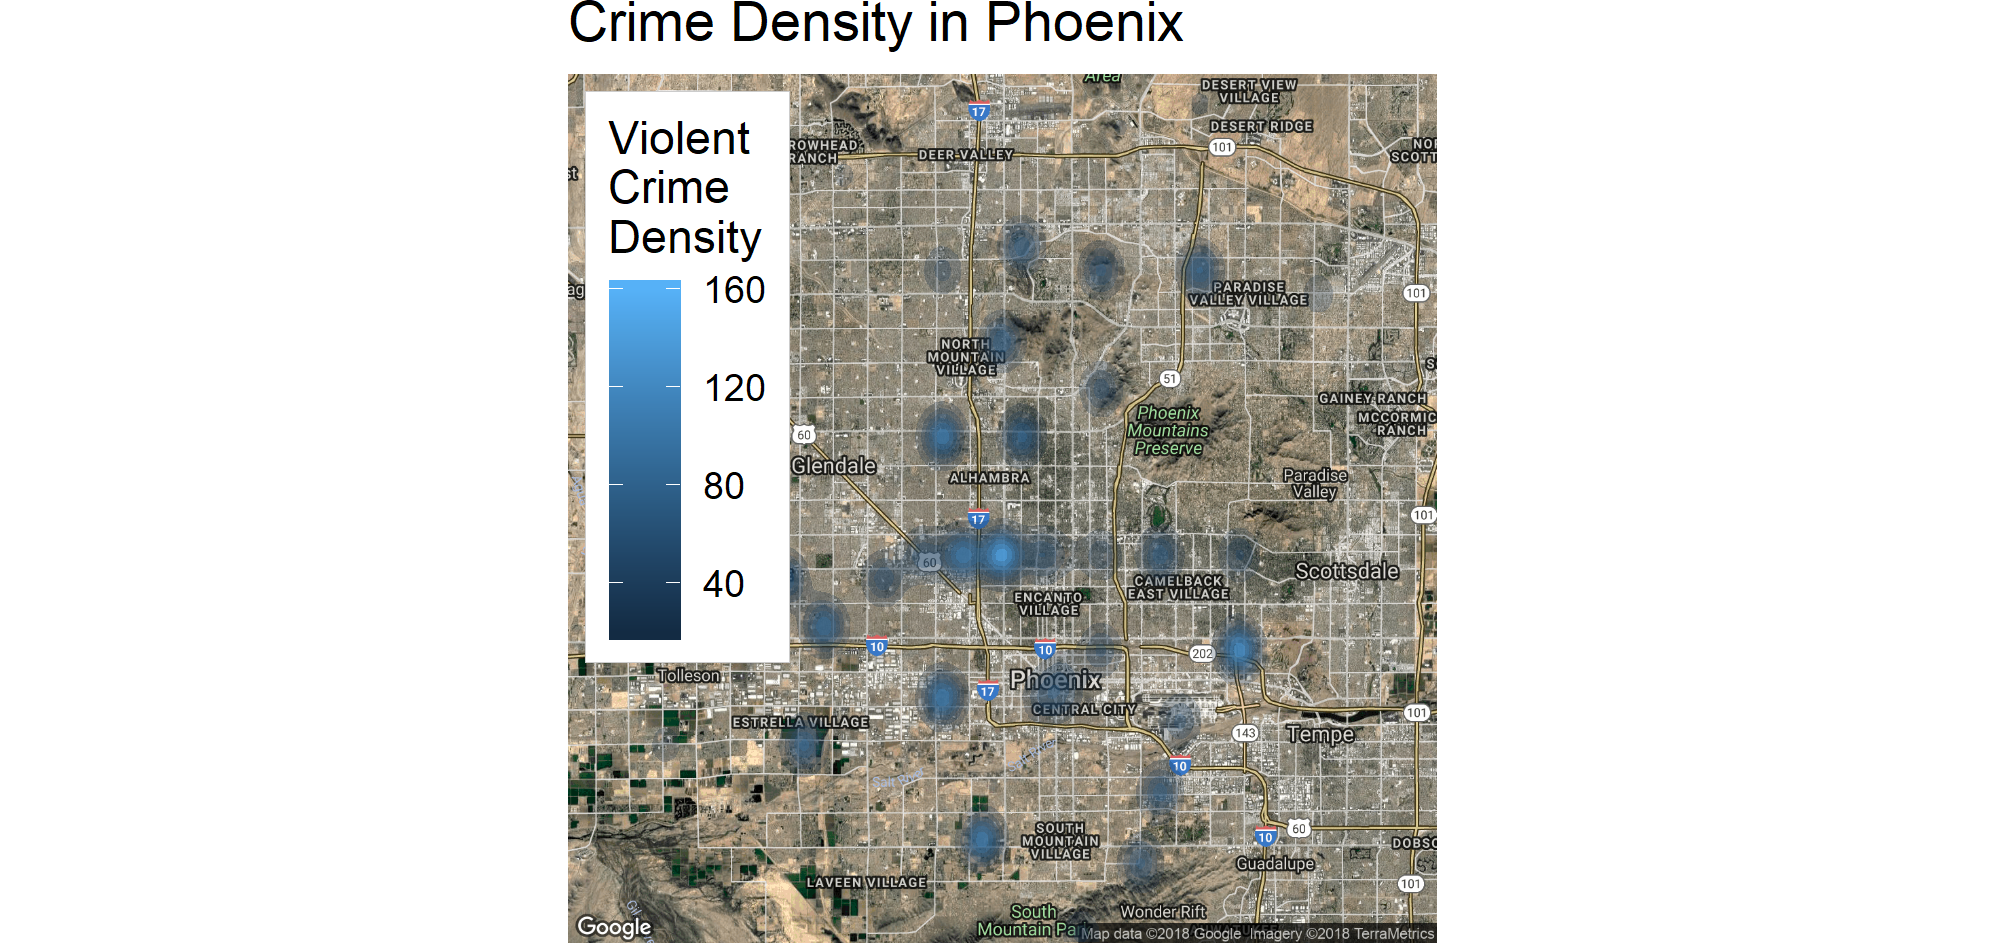 Crime Density in Phoenix
Violent
Crime
Density
160
120
80
40
Area
DESERT VIEW
VILLAGE
17
DESERT RIDGE
101
ROWHEAD
RANCH
DEER VALLEY
NOR
SCOTT
st
ag
PARADISE
VALLEY VILLAGE
101
NORTH
MOUNTAIN
VILLAGE
51
GAINEY RANCH
MCCORMIC
RANCH
Phoenix
Mountains
Preserve
60
Glendale
ALHAMBRA
Paradise
Valley
17
101
60
Scottsdale
CAMELBACK
EAST VILLAGE
ENCANTO
VILLAGE
10
10
202
Tolleson
Phoenix
17
CENTRAL CITY
101
ESTRELLA VILLAGE
143
Tempe
10
60
SOUTH
MOUNTAIN
VILLAGE
10
DOBSO
Guadalupe
LAVEEN VILLAGE
101
South
Mountain Par
Wonder Rift
Google
Map data ©2018 Google Imagery ©2018 TerraMetrics